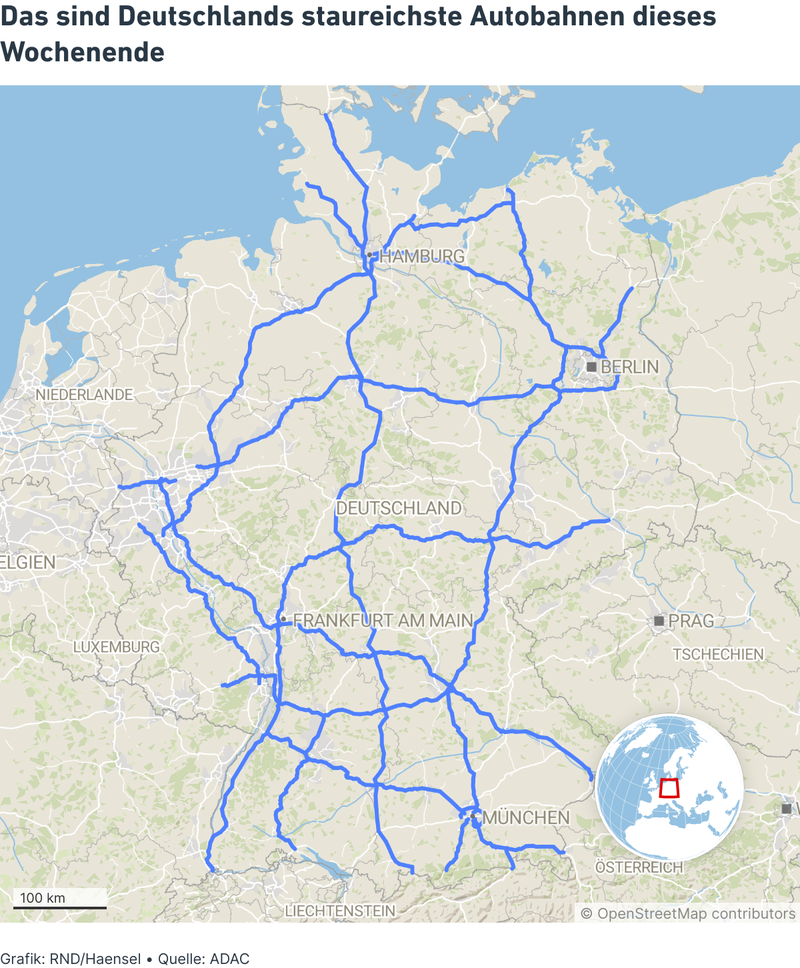 Das sind Deutschlands staureichste Autobahnen dieses
Wochenende
HAMBURG
BERLIN
NIEDERLANDE
DEUTSCHLAND
ELGIEN
FRANKFURT AM MAIN
PRAG
LUXEMBURG
TSCHECHIEN
MÜNCHEN
ÖSTERREICH
100 km
LIECHTENSTEIN
© OpenStreetMap contributors
Grafik: RND/Haensel • Quelle: ADAC